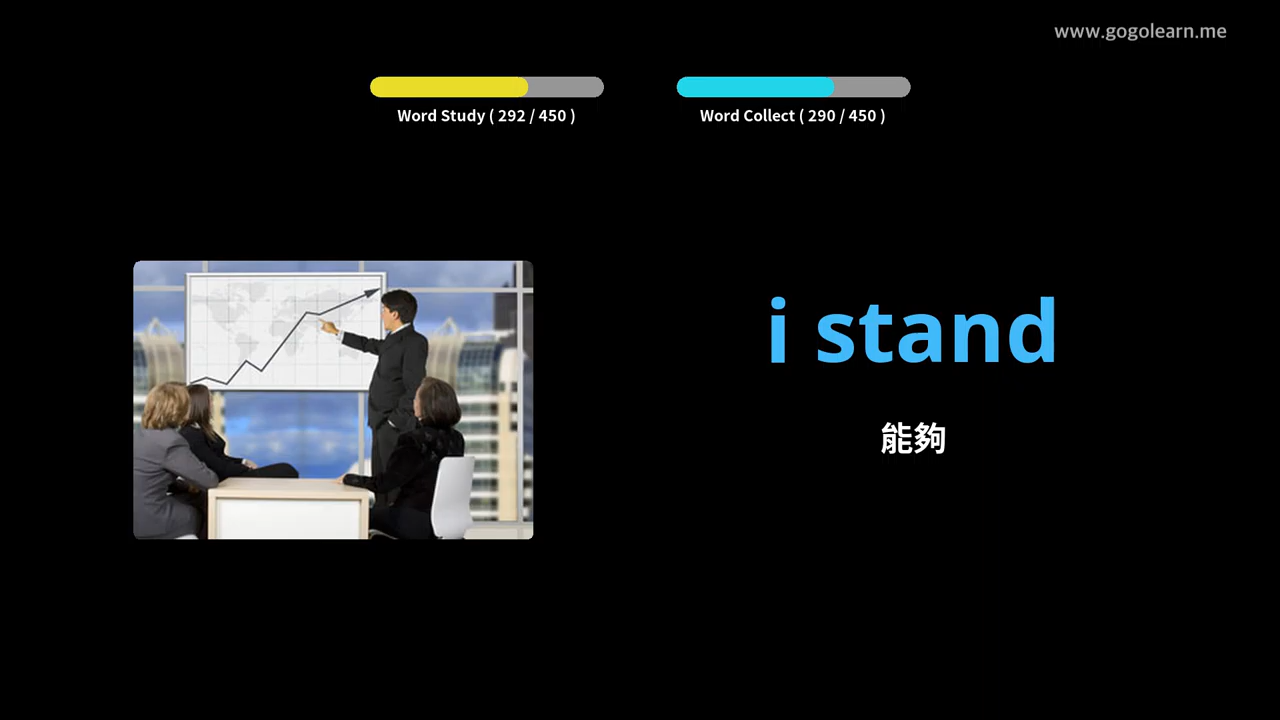 www.gogolearn.me
Word Study ( 292 / 450 )
Word Collect ( 290 / 450 )
i stand
能夠